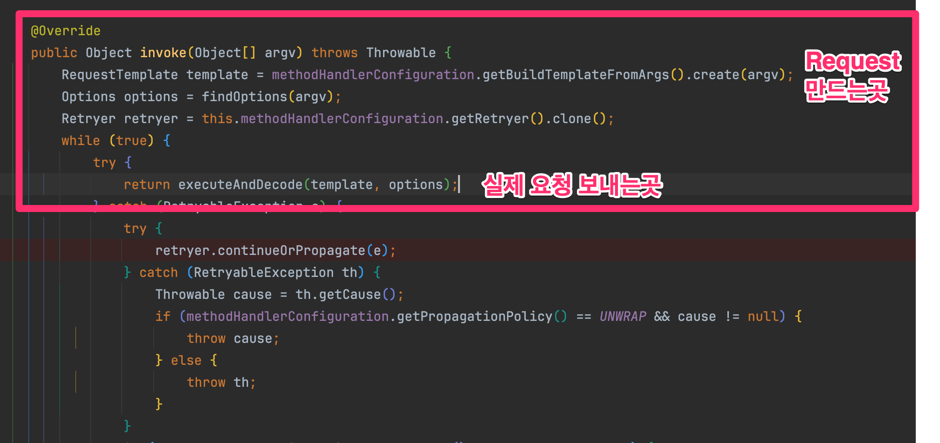 @Override
public Object invoke(Object[] argv) throws Throwable {
RequestTemplate template = methodHandlerConfiguration.getBuildTemplateFromArgs().create(argv);
Request
만드는곳
Options options = findOptions(argv);
Retryer retryer = this.methodHandlerConfiguration.getRetryer().clone();
while (true) {
try {
return executeAndDecode(template, options);
실제 요청 보내는곳
} catch (RetryableException e) {
try {
retryer.continueOrPropagate(e);
} catch (RetryableException th) {
Throwable cause = th.getCause();
if (methodHandlerConfiguration.getPropagationPolicy() == UNWRAP && cause != null) {
throw cause;
} else {
throw th;
}
}